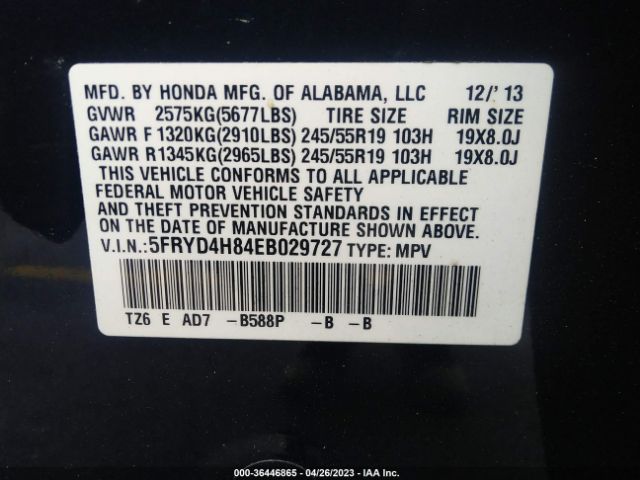 MFD. BY HONDA MFG. OF ALABAMA, LLC 12/' 13
GVWR 2575KG(5677LBS) TIRE SIZE RIM SIZE
GAWR F 1320KG(2910LBS) 245/55R19 103H 19X8.0J
GAWR R1345KG(2965LBS) 245/55R19 103H 19X8.0J
THIS VEHICLE CONFORMS TO ALL APPLICABLE
FEDERAL MOTOR VEHICLE SAFETY
AND THEFT PREVENTION STANDARDS IN EFFECT
ON THE DATE OF MANUFACTURE SHOWN ABOVE.
V.I.N.:5FRYD4H84EB029727 TYPE: MPV
TZ6 E AD7 -B588P -B -B
© - 36446865 - 04/26/2023 - IAA Inc.